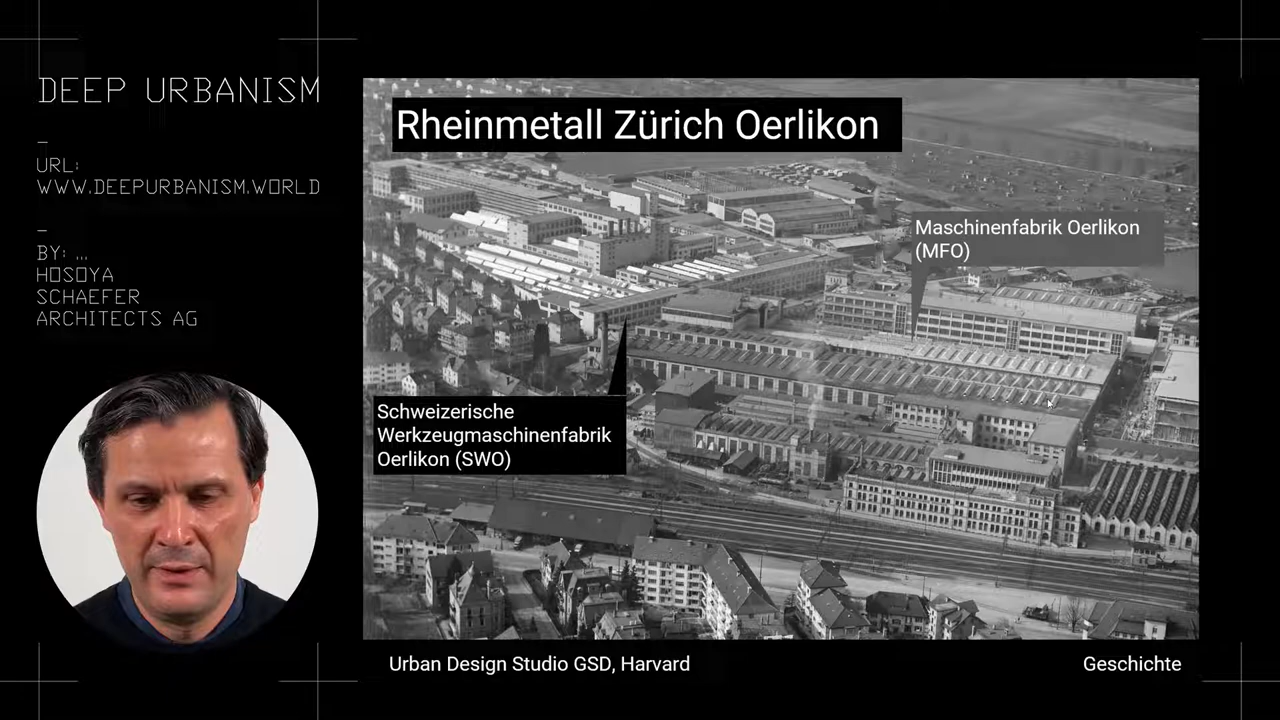 DEEP URBANISM
–
URL:
WWW.DEEPURBANISM.WORLD
–
BY: ...
HOSOYA
SCHAEFER
ARCHITECTS AG
Rheinmetall Zürich Oerlikon
Maschinenfabrik Oerlikon
(MFO)
Schweizerische
Werkzeugmaschinenfabrik
Oerlikon (SWO)
Urban Design Studio GSD, Harvard
Geschichte